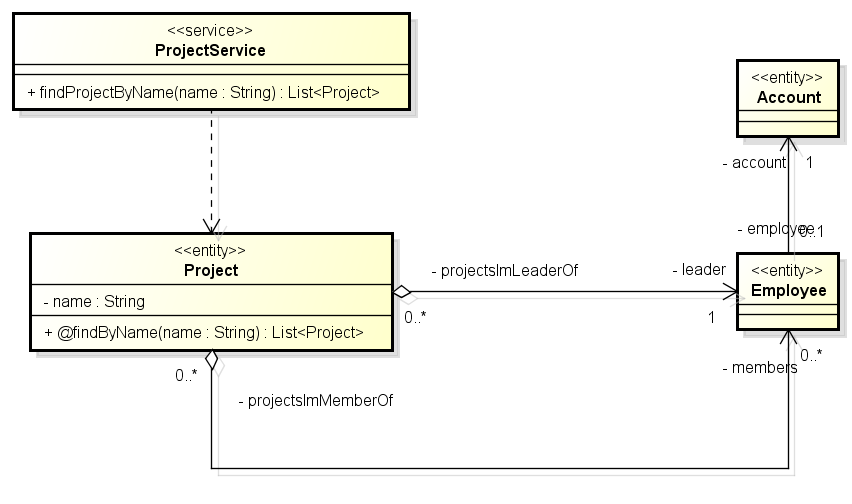 <<service>>
ProjectService
+ findProjectByName(name : String) : List<Project>
<<entity>>
Account
- account
1
- employee
0..1
<<entity>>
Project
- name : String
+ @findByName(name : String) : List<Project>
- projectsImLeaderOf
- leader
0..*
1
<<entity>>
Employee
0..*
- members
0..*
- projectsImMemberOf